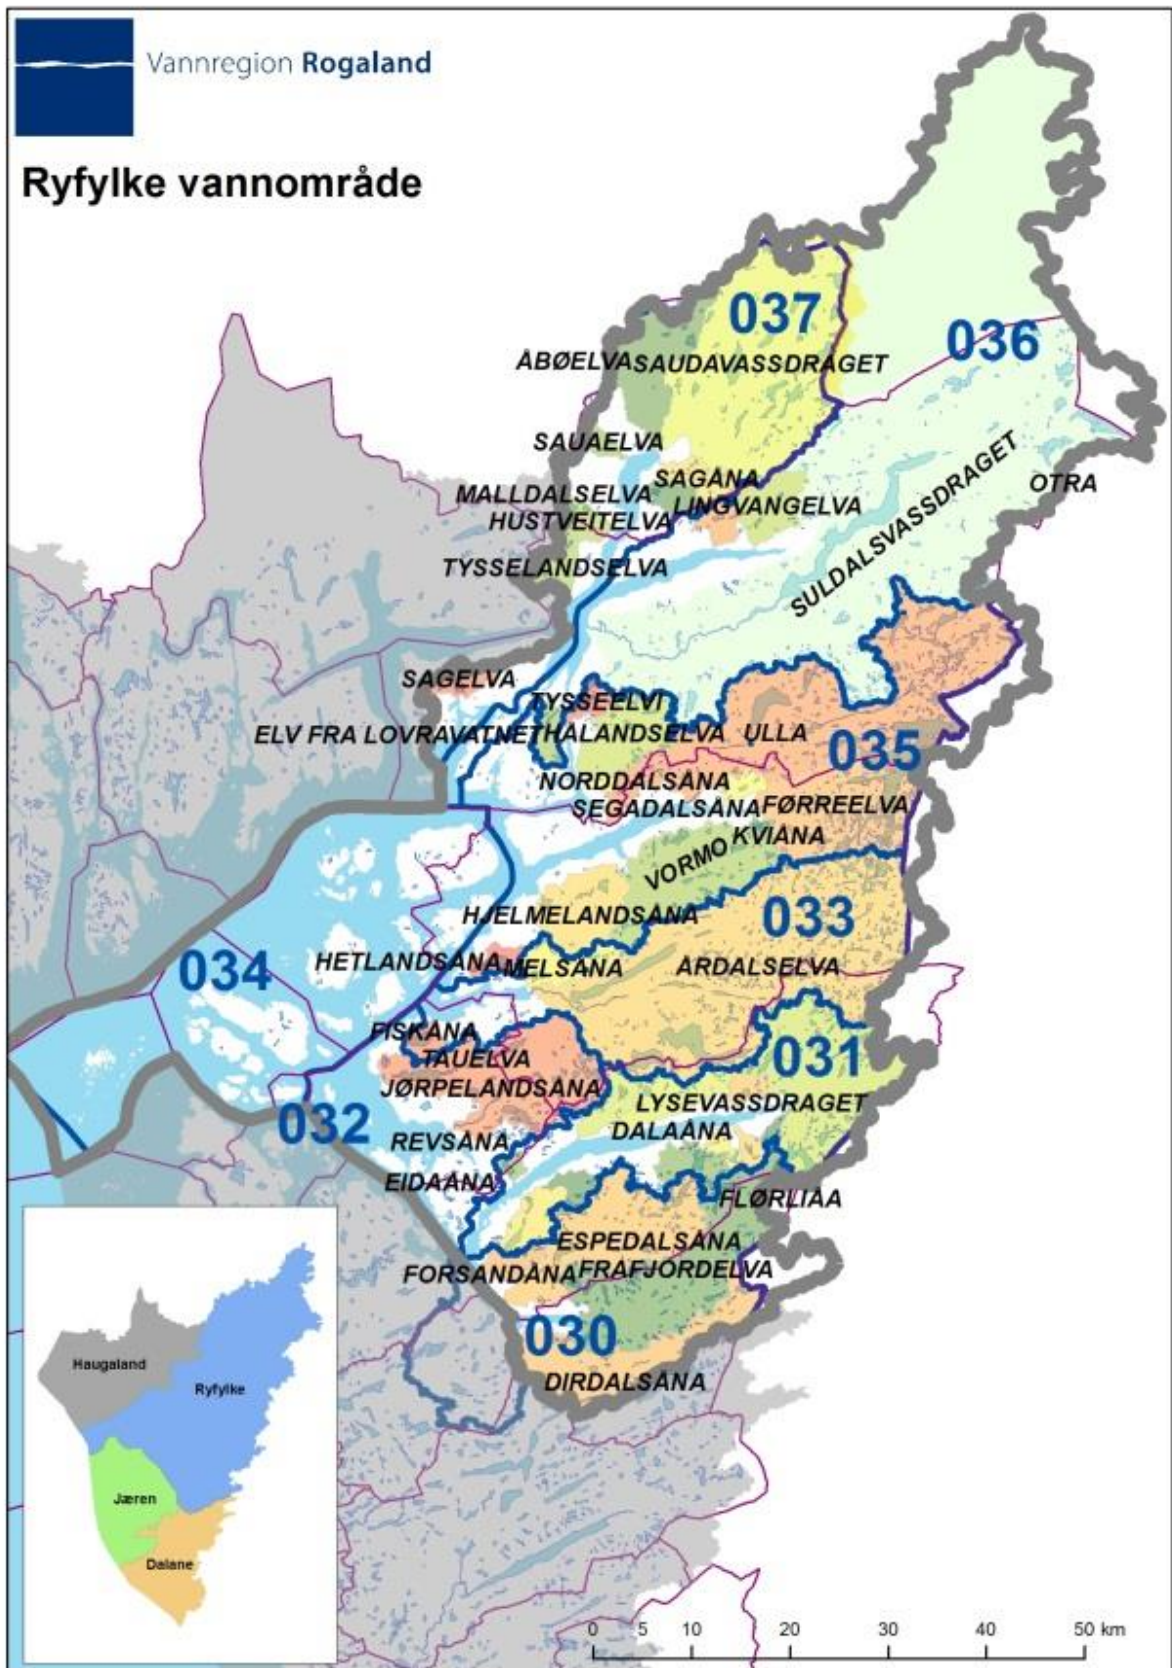 Vannregion Rogaland
Ryfylke vannområde
037
036
ÅBØELVA
SAUDAVASSDRAGET
SAUAELVA
SAGÅNA
OTRA
MALLDALSELVA
LINGVANGELVA
HUSTVEITELVA
SULDALSVASSDRAGET
TYSSELANDSELVA
SAGELVA
TYSSEELVI
ELV FRA LOVRAVATNET
HALANDSELVA
ULLA
035
NORDDALSÅNA
SEGADALSÅNA
FØRREELVA
KVIÅNA
VORMO
HJELMELANDSÅNA
033
HETLANDSÅNA
MELSÅNA
ÅRDALSELVA
034
FISKÅNA
TAUELVA
031
JØRPELANDSÅNA
LYSEVASSDRAGET
032
DALAÅNA
REVSÅNA
EIDAÅNA
FLØRLIÅA
ESPEDALSÅNA
FORSANDÅNA
FRAFJORDELVA
030
DIRDALSÅNA
Haugaland
Ryfylke
Jæren
Dalane
0 5 10 20 30 40 50 km